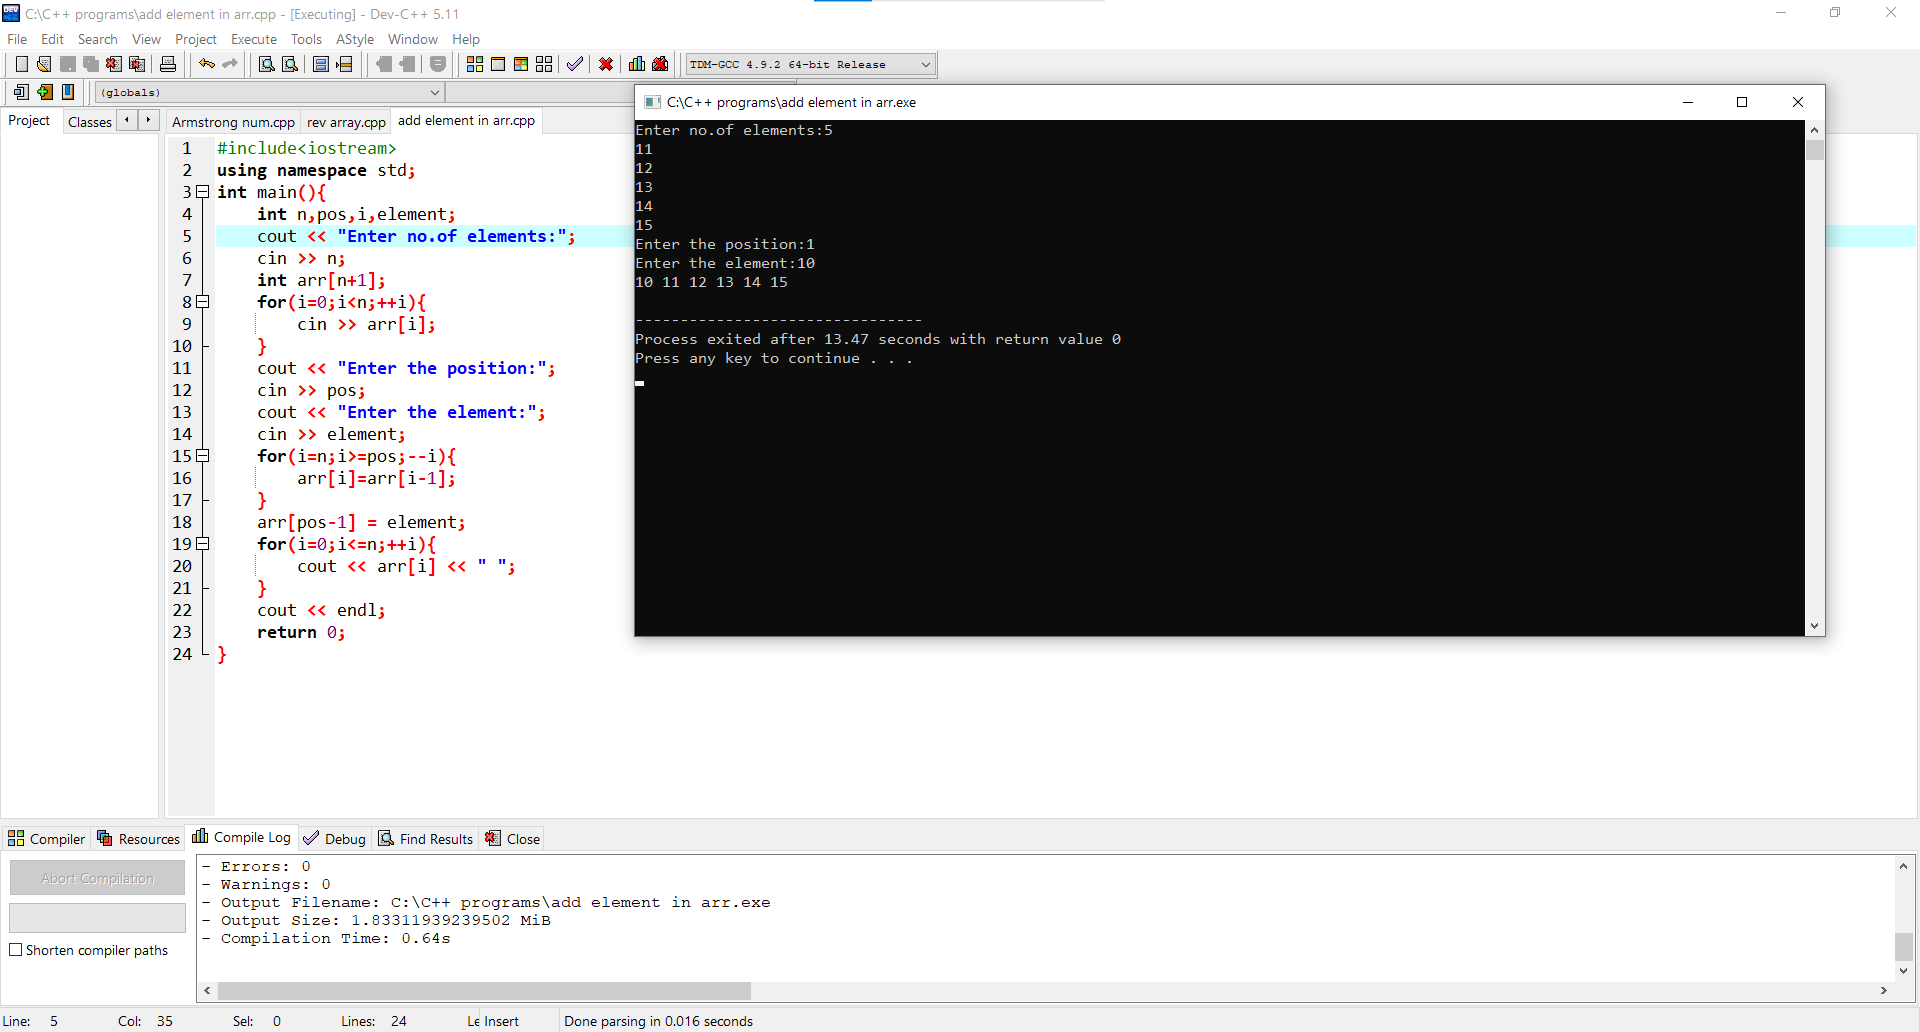 C:\C++ programs\add element in arr.cpp - [Executing] - Dev-C++ 5.11
File Edit Search View Project Execute Tools AStyle Window Help
TDM-GCC 4.9.2 64-bit Release
(globals)
Project Classes
Armstrong num.cpp rev array.cpp add element in arr.cpp
1 #include<iostream>
2 using namespace std;
3 int main(){
4 int n,pos,i,element;
5 cout << "Enter no.of elements:";
6 cin >> n;
7 int arr[n+1];
8 for(i=0;i<n;++i){
9 cin >> arr[i];
10 }
11 cout << "Enter the position:";
12 cin >> pos;
13 cout << "Enter the element:";
14 cin >> element;
15 for(i=n;i>=pos;--i){
16 arr[i]=arr[i-1];
17 }
18 arr[pos-1] = element;
19 for(i=0;i<=n;++i){
20 cout << arr[i] << " ";
21 }
22 cout << endl;
23 return 0;
24 }
C:\C++ programs\add element in arr.exe
Enter no.of elements:5
11
12
13
14
15
Enter the position:1
Enter the element:10
10 11 12 13 14 15
--------------------------------
Process exited after 13.47 seconds with return value 0
Press any key to continue . . .
Compiler Resources Compile Log Debug Find Results Close
Abort Compilation
Shorten compiler paths
- Errors: 0
- Warnings: 0
- Output Filename: C:\C++ programs\add element in arr.exe
- Output Size: 1.83311939239502 MiB
- Compilation Time: 0.64s
Line: 5 Col: 35 Sel: 0 Lines: 24 Le Insert Done parsing in 0.016 seconds